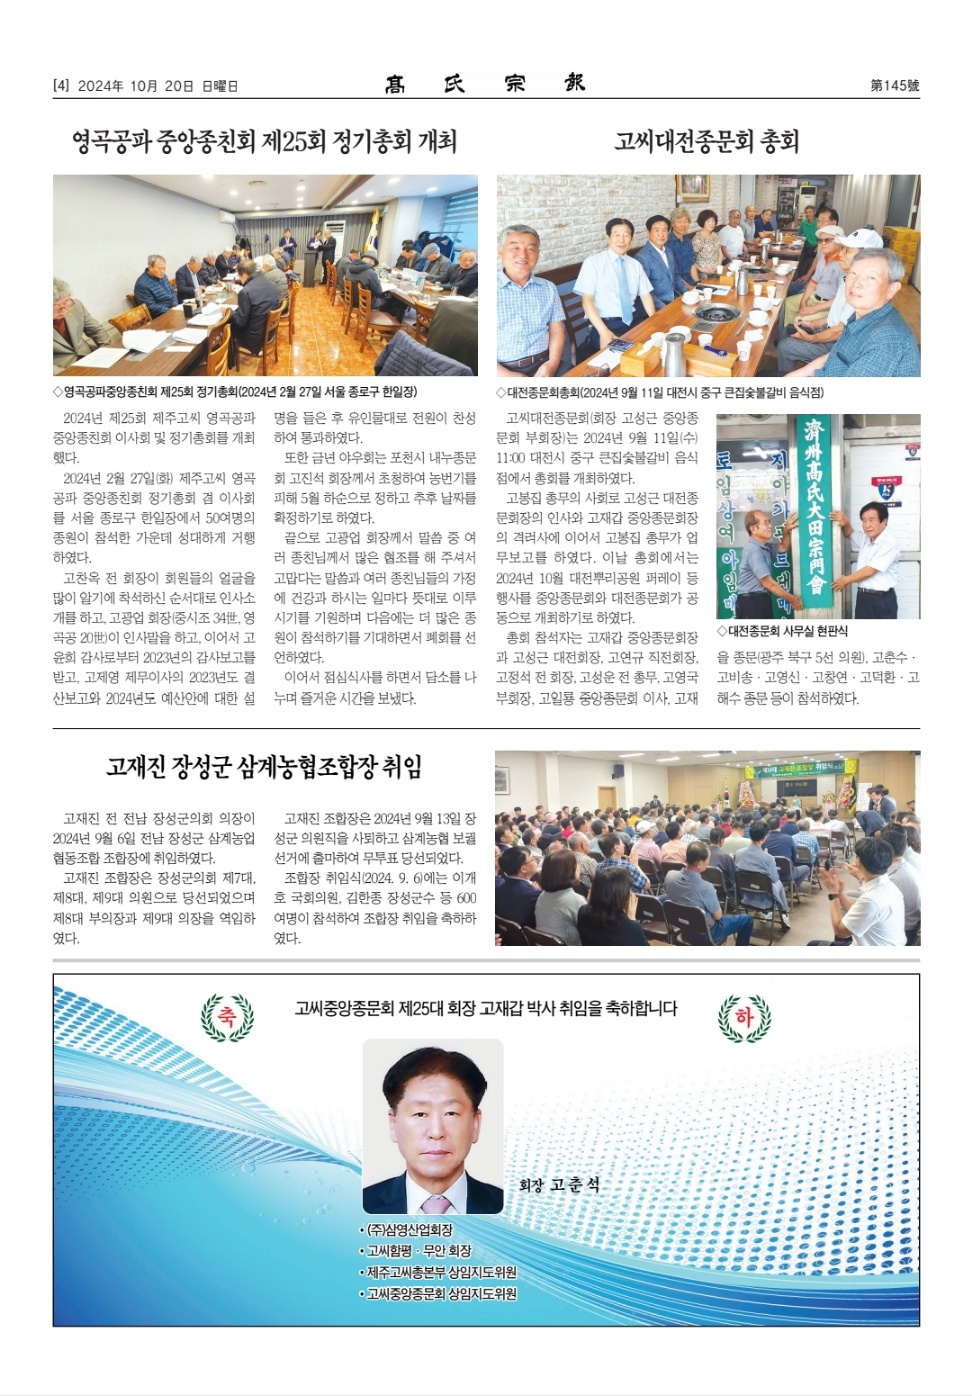 [4] 2024年 10月 20日 日曜日
高氏宗報
第145號
영곡공파 중앙종친회 제25회 정기총회 개최
◇영곡공파중앙종친회 제25회 정기총회(2024년 2월 27일 서울 종로구 한일장)
2024년 제25회 제주고씨 영곡공파
중앙종친회 이사회 및 정기총회를 개최
했다.
2024년 2월 27일(화) 제주고씨 영곡
공파 중앙종친회 정기총회 겸 이사회
를 서울 종로구 한일장에서 50여명의
종원이 참석한 가운데 성대하게 거행
하였다.
고찬옥 전 회장이 회원들의 얼굴을
많이 알기에 착석하신 순서대로 인사소
개를 하고, 고광업 회장(중시조 34世, 영
곡공 20世)이 인사말을 하고, 이어서 고
윤희 감사로부터 2023년의 감사보고를
받고, 고제영 제무이사의 2023년도 결
산보고와 2024년도 예산안에 대한 설
명을 들은 후 유인물대로 전원이 찬성
하여 통과하였다.
또한 금년 야우회는 포천시 내누종문
회 고진석 회장께서 초청하여 농번기를
피해 5월 하순으로 정하고 추후 날짜를
확정하기로 하였다.
끝으로 고광업 회장께서 말씀 중 여
러 종친님께서 많은 협조를 해 주셔서
고맙다는 말씀과 여러 종친님들의 가정
에 건강과 하시는 일마다 뜻대로 이루
시기를 기원하며 다음에는 더 많은 종
원이 참석하기를 기대하면서 폐회를 선
언하였다.
이어서 점심식사를 하면서 담소를 나
누며 즐거운 시간을 보냈다.
고씨대전종문회 총회
◇대전종문회총회(2024년 9월 11일 대전시 중구 큰집숯불갈비 음식점)
고씨대전종문회(회장 고성근 중앙종
문회 부회장)는 2024년 9월 11일(수)
11:00 대전시 중구 큰집숯불갈비 음식
점에서 총회를 개최하였다.
고봉집 총무의 사회로 고성근 대전종
문회장의 인사와 고재갑 중앙종문회장
의 격려사에 이어서 고봉집 총무가 업
무보고를 하였다. 이날 총회에서는
2024년 10월 대전뿌리공원 퍼레이 등
행사를 중앙종문회와 대전종문회가 공
동으로 개최하기로 하였다.
총회 참석자는 고재갑 중앙종문회장
과 고성근 대전회장, 고연규 직전회장,
고정석 전 회장, 고성운 전 총무, 고영국
부회장, 고일룡 중앙종문회 이사, 고재
濟州高氏大田宗門會
◇대전종문회 사무실 현판식
을 종문(광주 북구 5선 의원), 고춘수·
고비송·고영신·고창연·고덕환·고
해수 종문 등이 참석하였다.
고재진 장성군 삼계농협조합장 취임
고재진 전 전남 장성군의회 의장이
2024년 9월 6일 전남 장성군 삼계농업
협동조합 조합장에 취임하였다.
고재진 조합장은 장성군의회 제7대,
제8대, 제9대 의원으로 당선되었으며
제8대 부의장과 제9대 의장을 역임하
였다.
고재진 조합장은 2024년 9월 13일 장
성군 의원직을 사퇴하고 삼계농협 보궐
선거에 출마하여 무투표 당선되었다.
조합장 취임식(2024. 9. 6)에는 이개
호 국회의원, 김한종 장성군수 등 600
여명이 참석하여 조합장 취임을 축하하
였다.
축
고씨중앙종문회 제25대 회장 고재갑 박사 취임을 축하합니다
하
회장 고춘석
• (주)삼영산업회장
• 고씨함평·무안 회장
• 제주고씨총본부 상임지도위원
• 고씨중앙종문회 상임지도위원